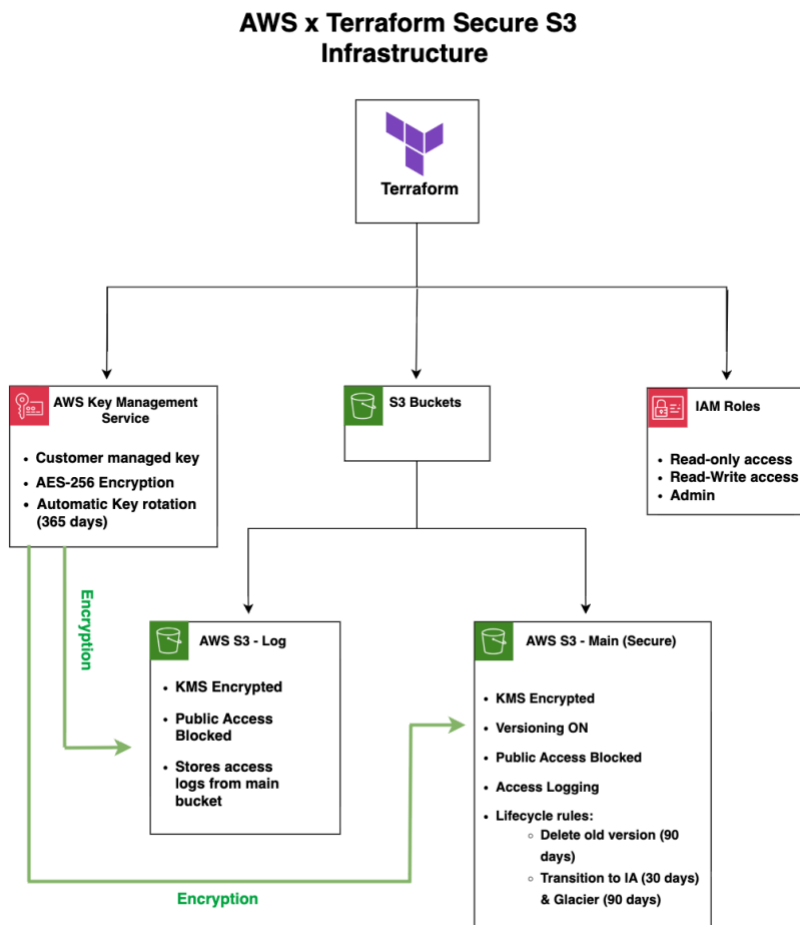 AWS x Terraform Secure S3
Infrastructure
Terraform
AWS Key Management
Service
• Customer managed key
• AES-256 Encryption
• Automatic Key rotation
(365 days)
S3 Buckets
IAM Roles
• Read-only access
• Read-Write access
• Admin
Encryption
AWS S3 - Log
• KMS Encrypted
• Public Access
Blocked
• Stores access
logs from main
bucket
AWS S3 - Main (Secure)
• KMS Encrypted
• Versioning ON
• Public Access Blocked
• Access Logging
• Lifecycle rules:
◦ Delete old version (90
days)
◦ Transition to IA (30 days)
& Glacier (90 days)
Encryption